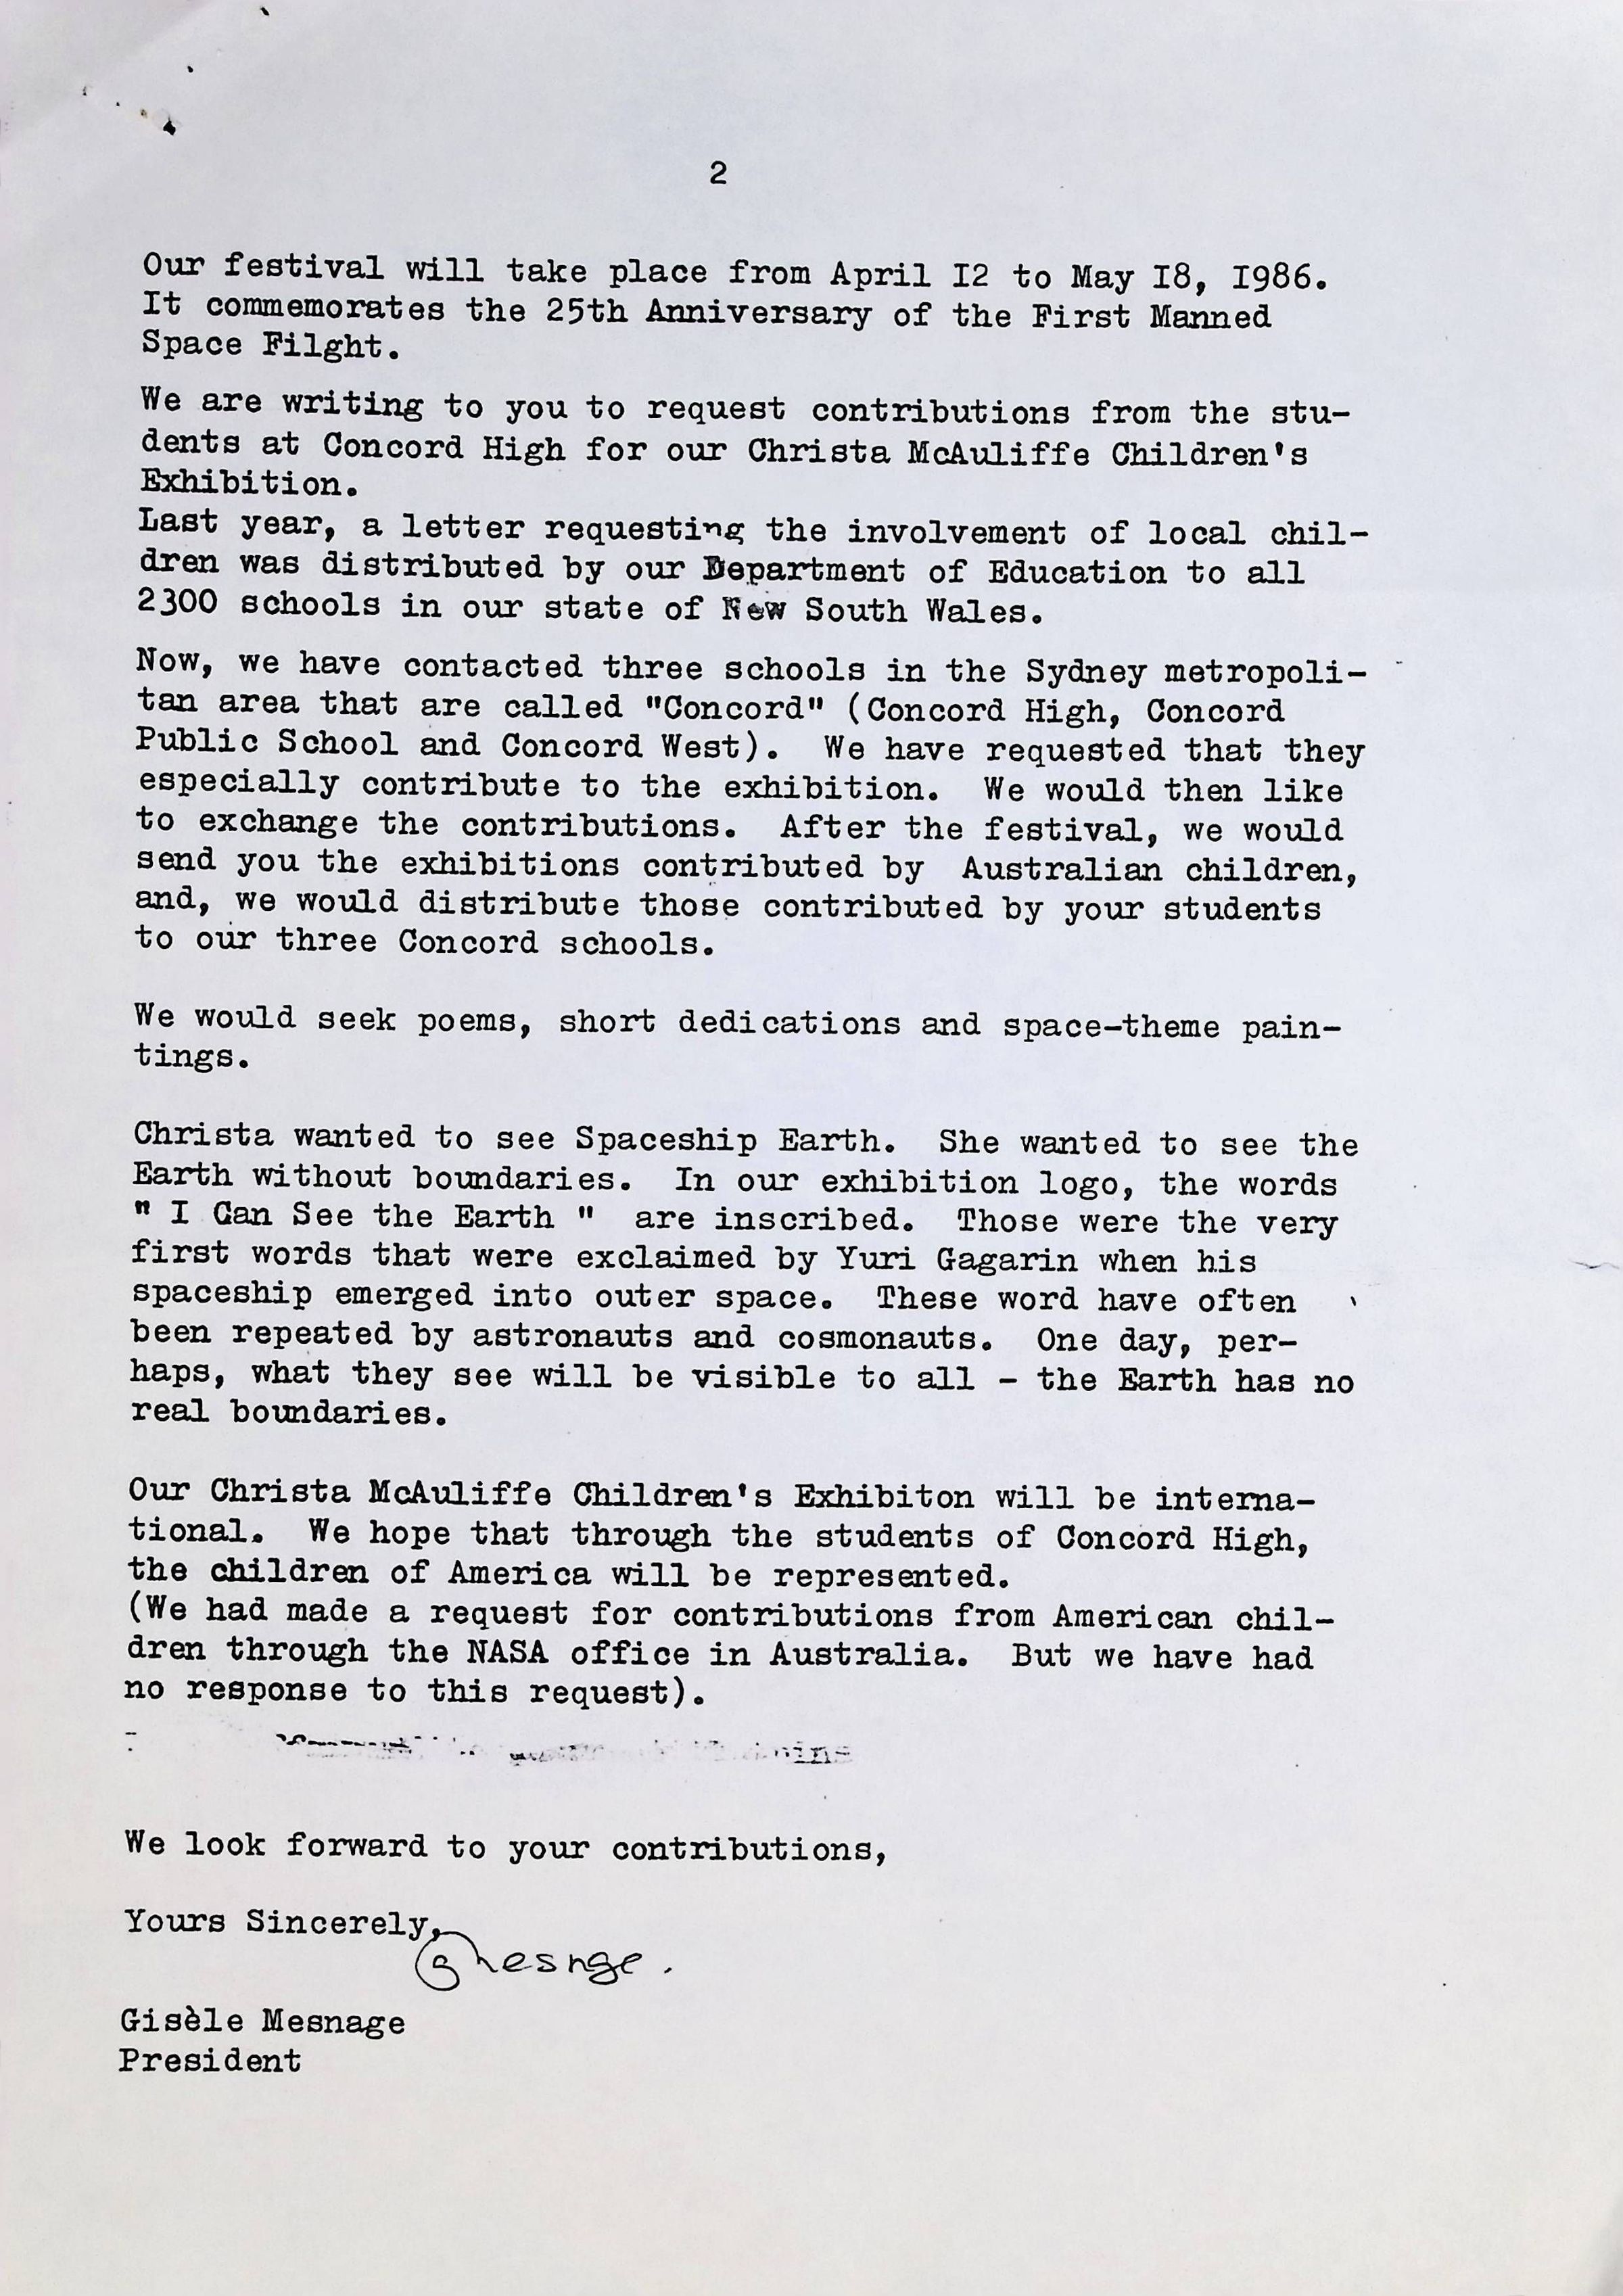 2
Our festival will take place from April I2 to May I8, I986.
It commemorates the 25th Anniversary of the First Manned
Space Filght.
We are writing to you to request contributions from the stu-
dents at Concord High for our Christa McAuliffe Children's
Exhibition.
Last year, a letter requesting the involvement of local chil-
dren was distributed by our Department of Education to all
2300 schools in our state of New South Wales.
Now, we have contacted three schools in the Sydney metropoli-
tan area that are called "Concord" (Concord High, Concord
Public School and Concord West). We have requested that they
especially contribute to the exhibition. We would then like
to exchange the contributions. After the festival, we would
send you the exhibitions contributed by Australian children,
and, we would distribute those contributed by your students
to our three Concord schools.
We would seek poems, short dedications and space-theme pain-
tings.
Christa wanted to see Spaceship Earth. She wanted to see the
Earth without boundaries. In our exhibition logo, the words
" I Can See the Earth " are inscribed. Those were the very
first words that were exclaimed by Yuri Gagarin when his
spaceship emerged into outer space. These word have often
been repeated by astronauts and cosmonauts. One day, per-
haps, what they see will be visible to all - the Earth has no
real boundaries.
Our Christa McAuliffe Children's Exhibiton will be interna-
tional. We hope that through the students of Concord High,
the children of America will be represented.
(We had made a request for contributions from American chil-
dren through the NASA office in Australia. But we have had
no response to this request).
We look forward to your contributions,
Yours Sincerely,
GMesnage.
Gisèle Mesnage
President